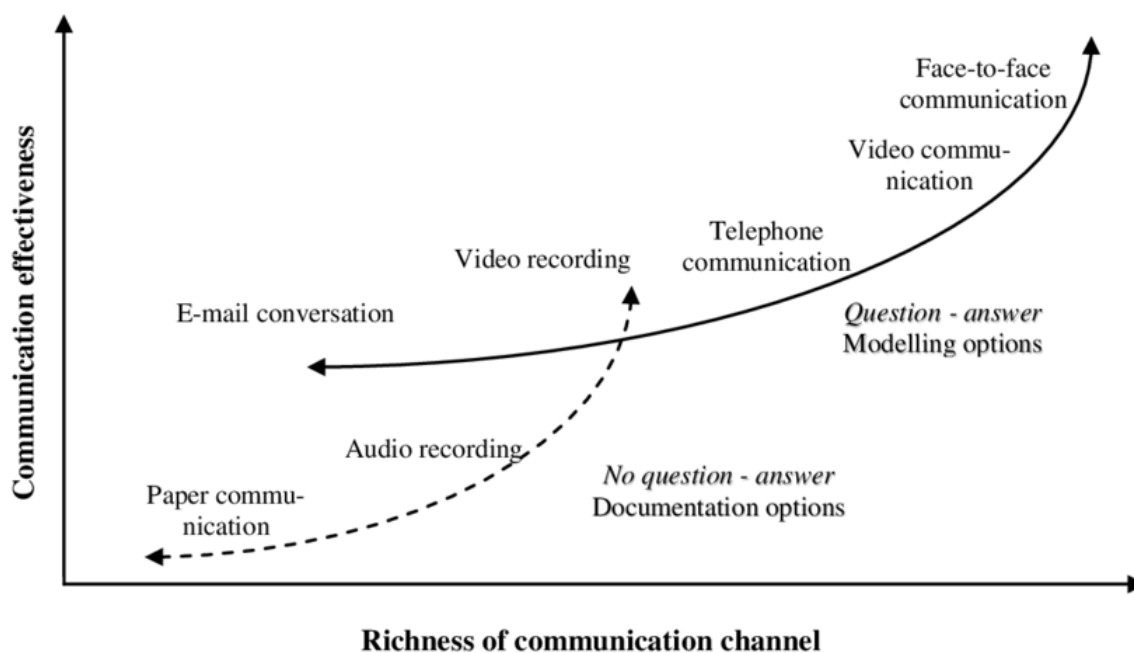 Communication effectiveness
Face-to-face
communication
Video commu-
nication
Telephone
communication
Video recording
E-mail conversation
Question - answer
Modelling options
Audio recording
No question - answer
Documentation options
Paper commu-
nication
Richness of communication channel